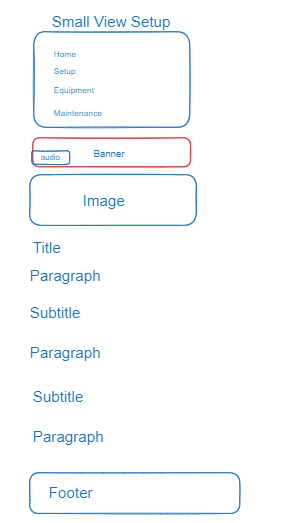 Small View Setup
Home
Setup
Equipment
Maintenance
audio
Banner
Image
Title
Paragraph
Subtitle
Paragraph
Subtitle
Paragraph
Footer